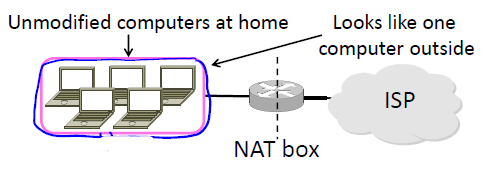 Unmodified computers at home
Looks like one
computer outside
ISP
NAT box